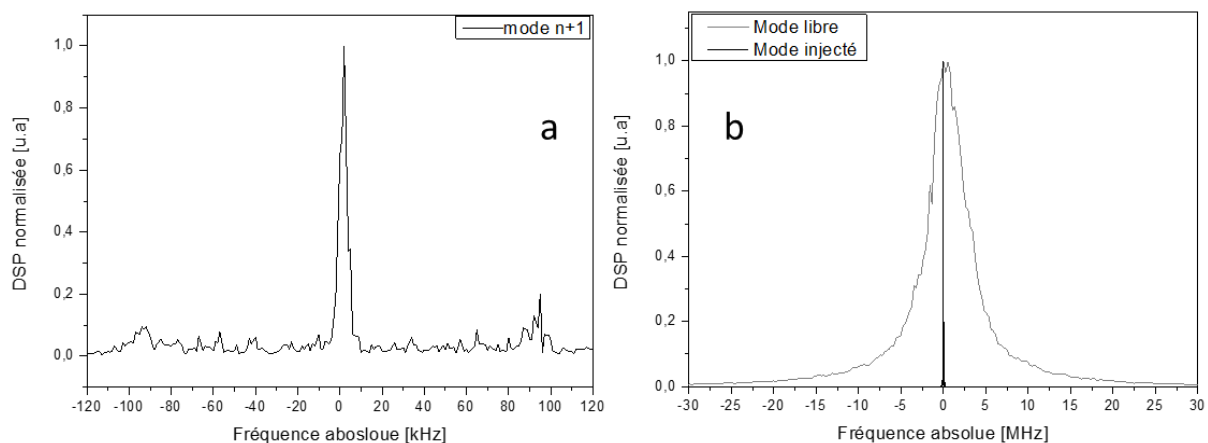 mode n+1
a
DSP normalisée [u.a]
1,0
0,8
0,6
0,4
0,2
0,0
-120 -100 -80 -60 -40 -20 0 20 40 60 80 100 120
Fréquence abosloue [kHz]
Mode libre
Mode injecté
b
DSP normalisée [u.a]
1,0
0,8
0,6
0,4
0,2
0,0
-30 -25 -20 -15 -10 -5 0 5 10 15 20 25 30
Fréquence absolue [MHz]